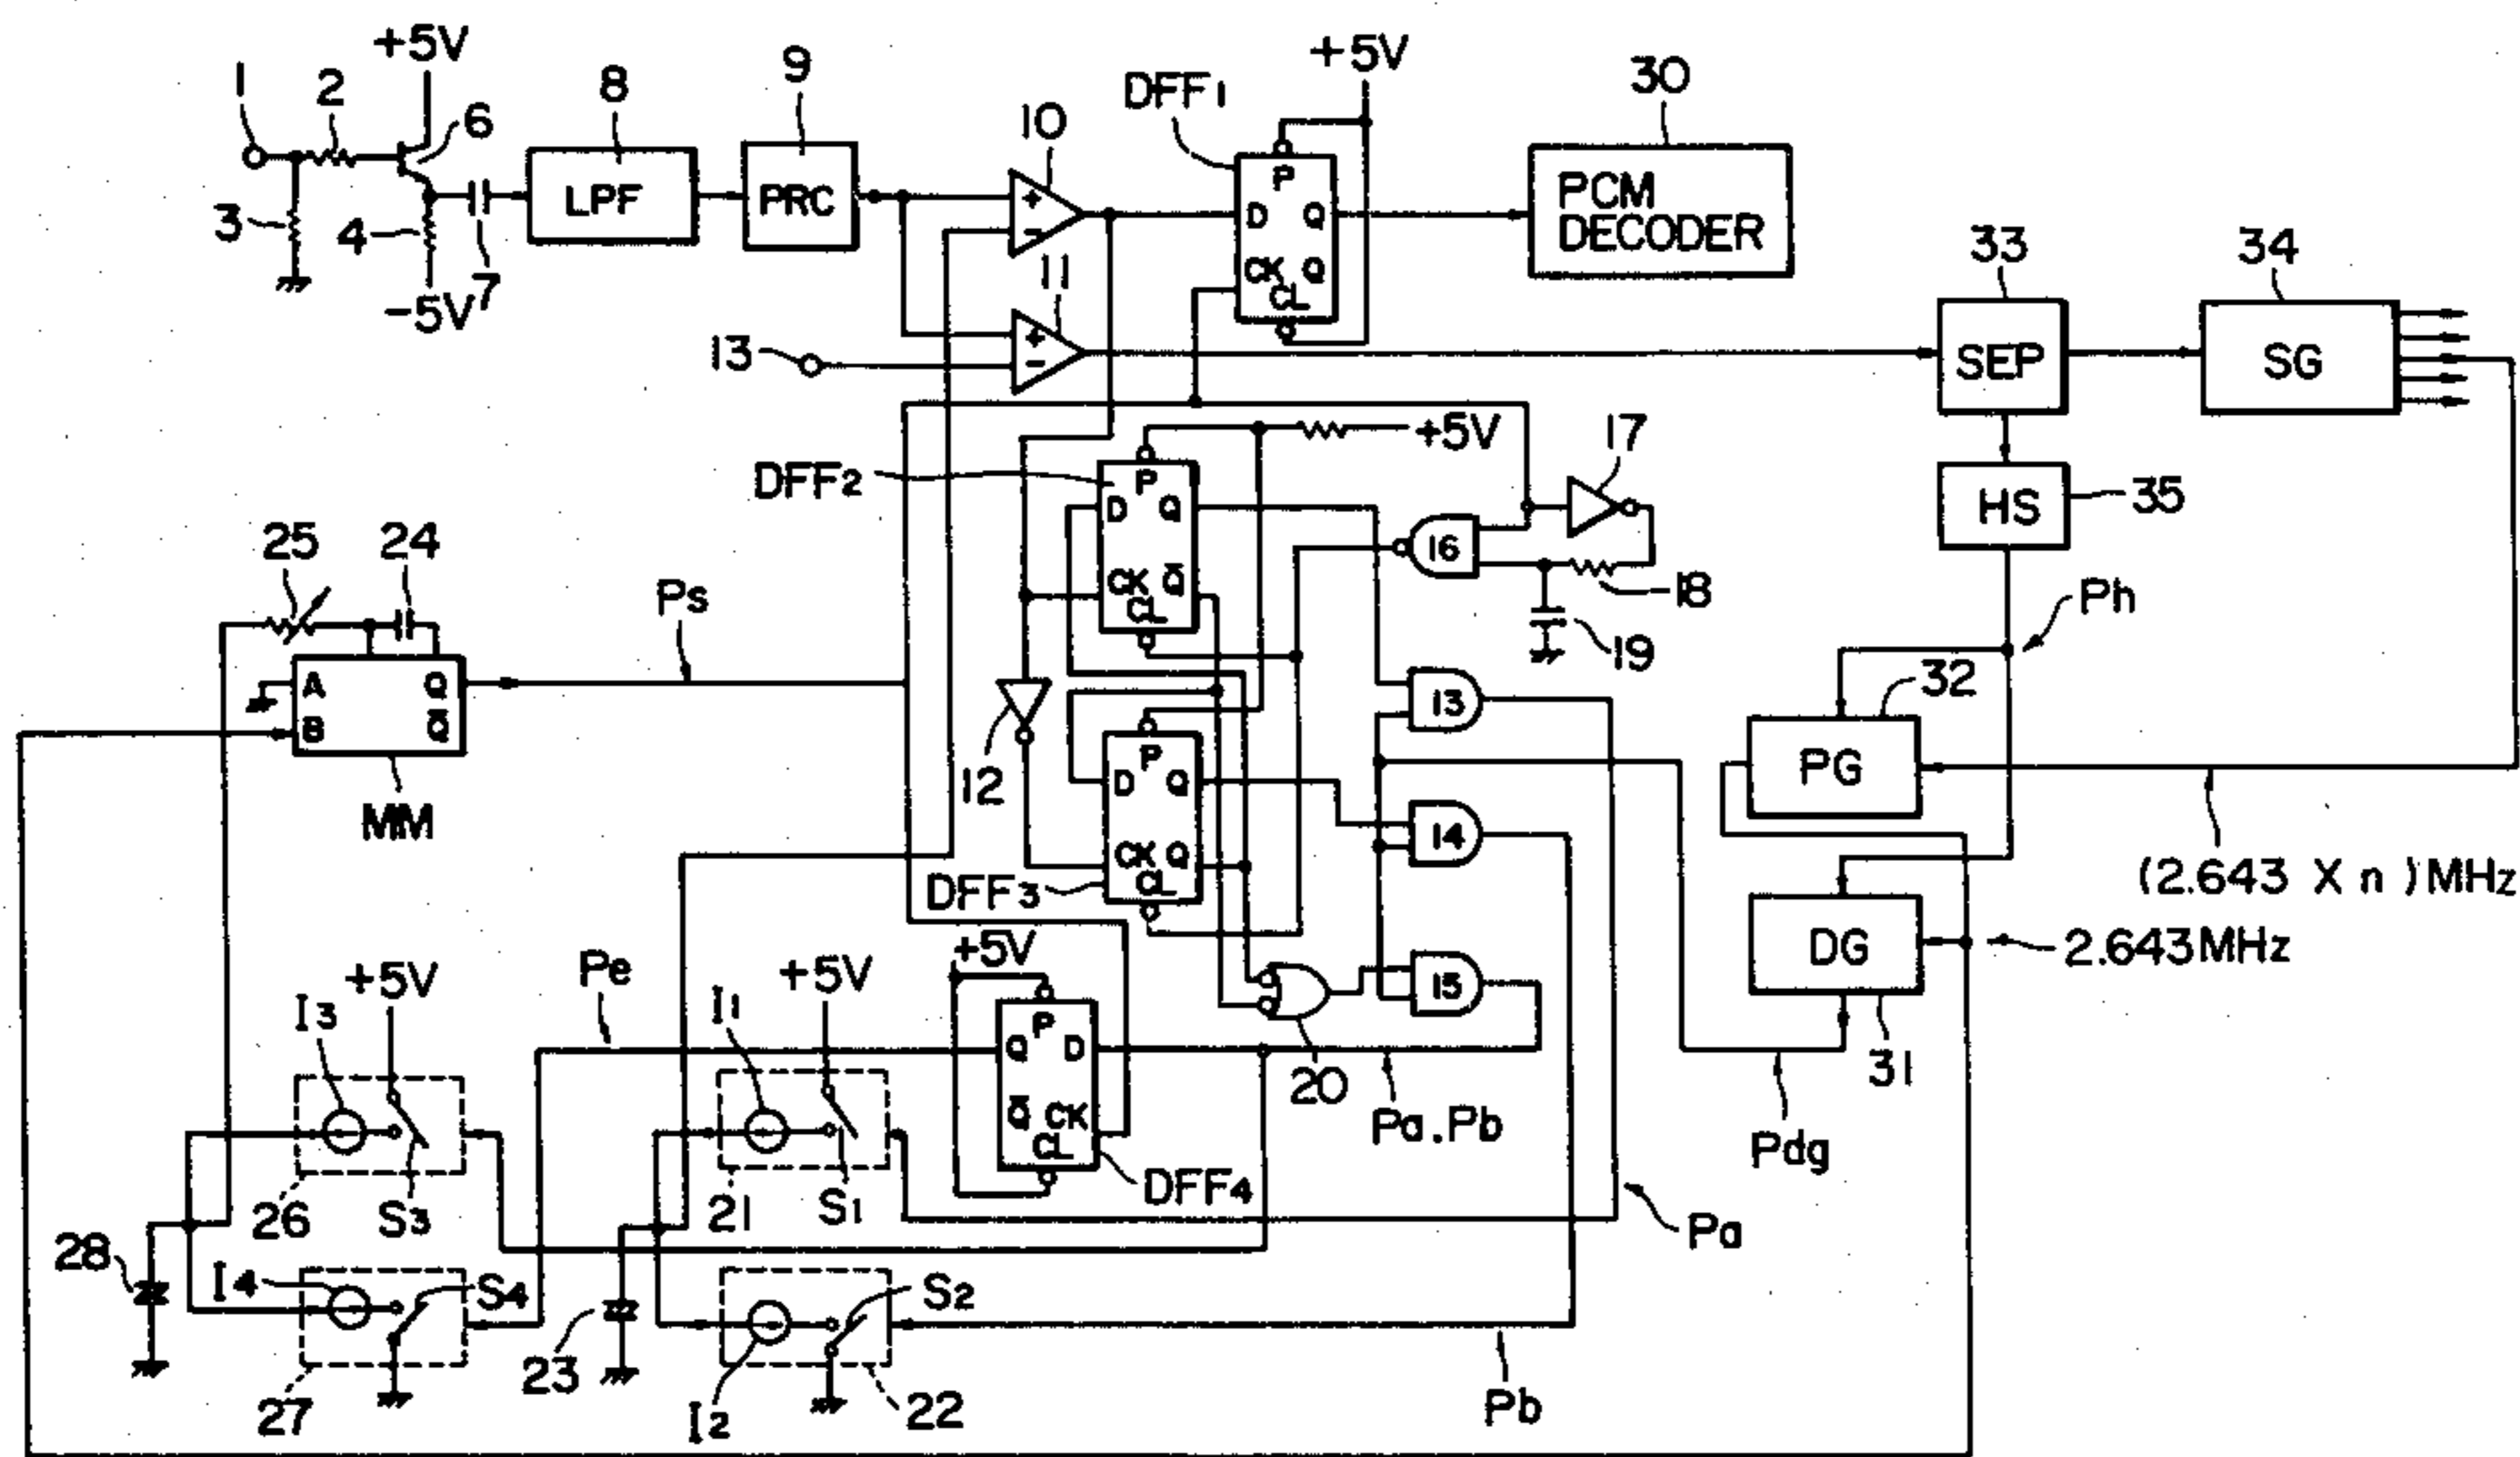 +5V
1
2
6
8
9
LPF
PRC
3
4
7
-5V
10
+
-
11
+
-
13
DFF1
+5V
P
D Q
CK Q
CL
30
PCM
DECODER
33
SEP
34
SG
HS
35
Ph
DFF2
P
D Q
CK Q̅
CL
+5V
17
16
18
19
25
24
Ps
A Q
B Q̅
MM
12
DFF3
P
D Q
CK Q
CL
13
14
15
20
32
PG
(2.643 X n ) MHz
DG
2.643MHz
31
Pdg
Pa.Pb
Pe
+5V
P
Q D
Q̅ CK
CL
DFF4
+5V
I3
26
S3
+5V
I1
21
S1
28
I4
S4
27
23
I2
S2
22
Pa
Pb